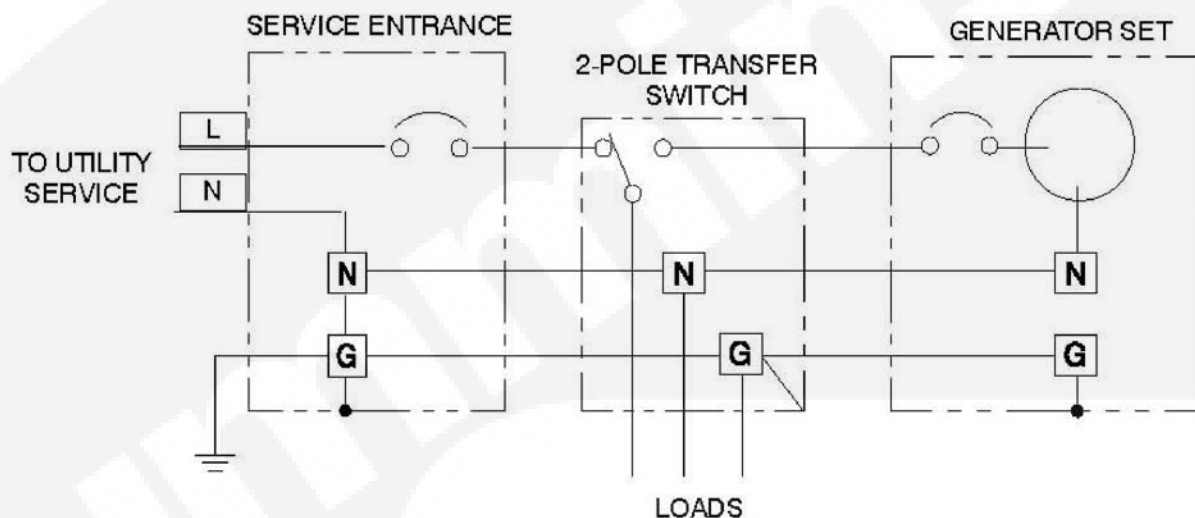 SERVICE ENTRANCE
GENERATOR SET
2-POLE TRANSFER
SWITCH
L
TO UTILITY
SERVICE
N
N
N
N
G
G
G
LOADS